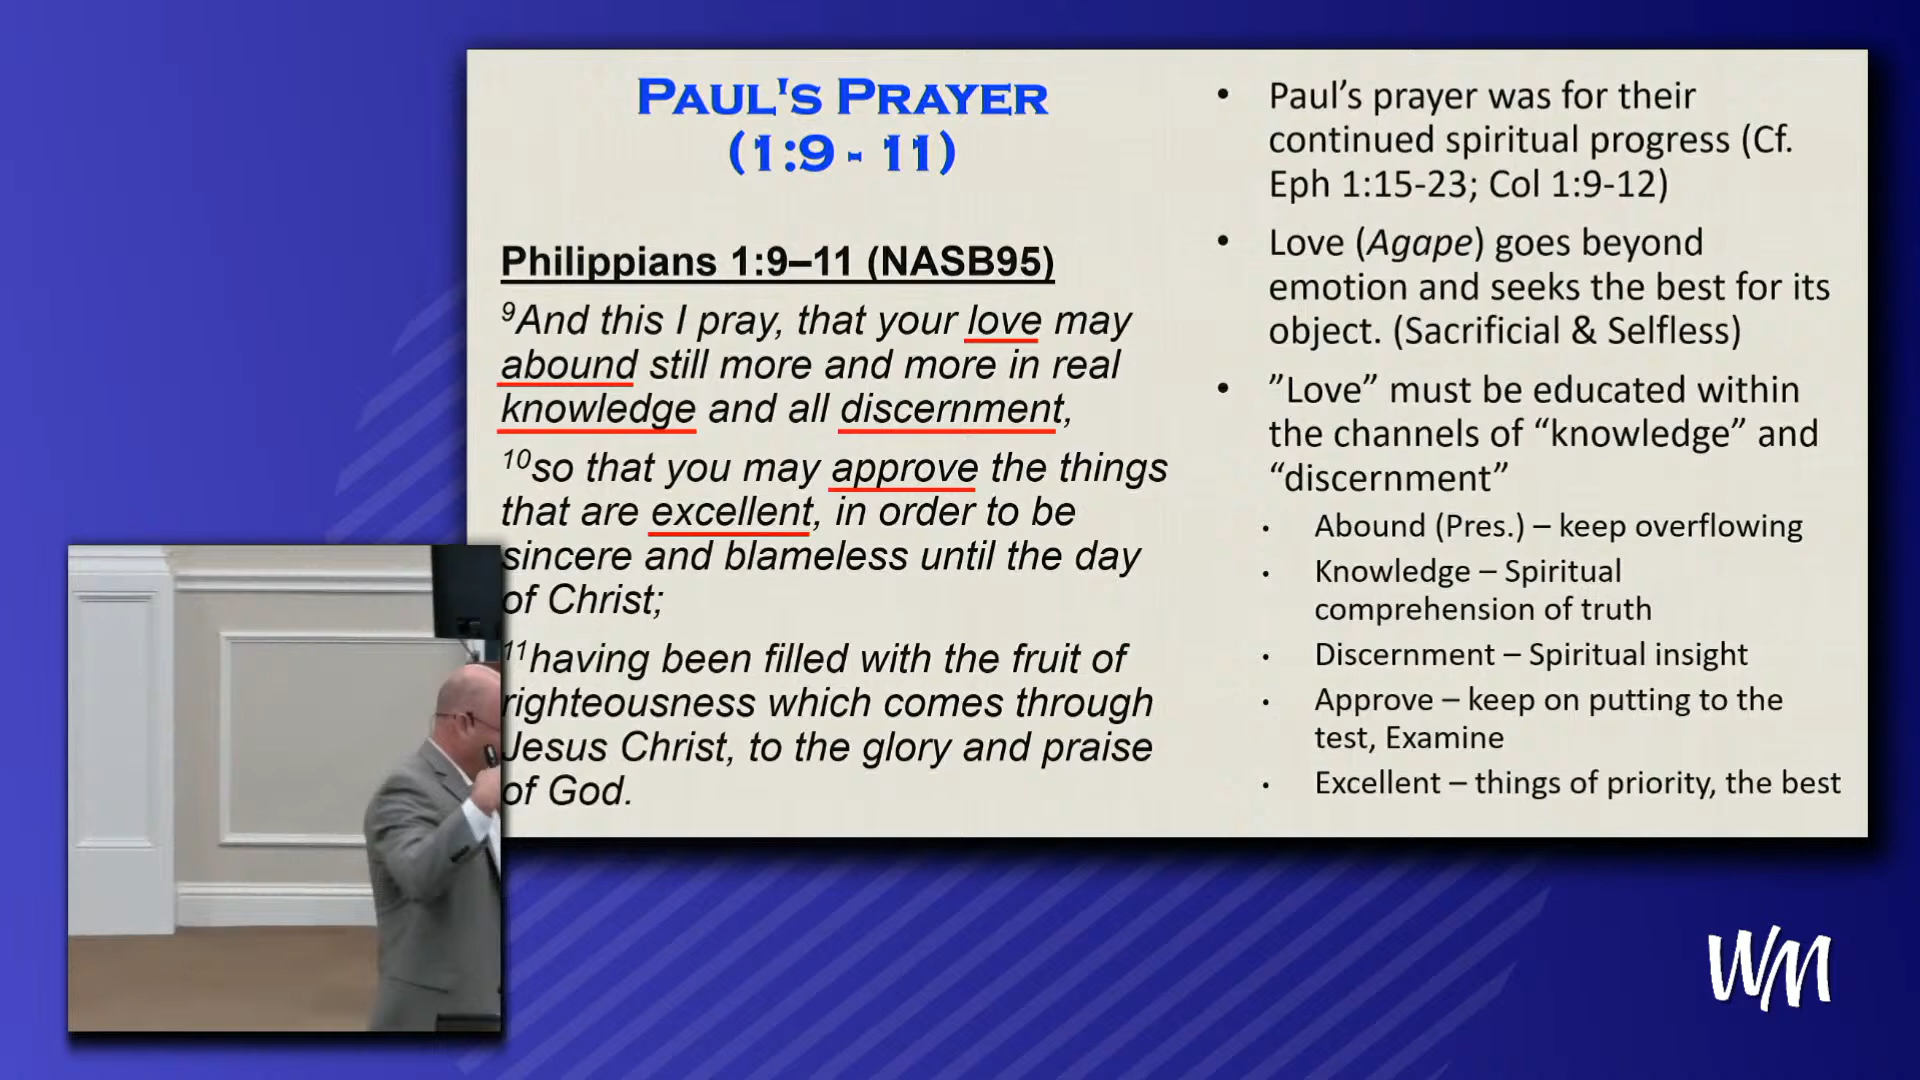 PAUL'S PRAYER
(1:9 - 11)
Philippians 1:9–11 (NASB95)
9And this I pray, that your love may
abound still more and more in real
knowledge and all discernment,
10so that you may approve the things
that are excellent, in order to be
sincere and blameless until the day
of Christ;
11having been filled with the fruit of
righteousness which comes through
Jesus Christ, to the glory and praise
of God.
• Paul’s prayer was for their
continued spiritual progress (Cf.
Eph 1:15-23; Col 1:9-12)
• Love (Agape) goes beyond
emotion and seeks the best for its
object. (Sacrificial & Selfless)
• ”Love” must be educated within
the channels of “knowledge” and
“discernment”
• Abound (Pres.) – keep overflowing
• Knowledge – Spiritual
comprehension of truth
• Discernment – Spiritual insight
• Approve – keep on putting to the
test, Examine
• Excellent – things of priority, the best
WM